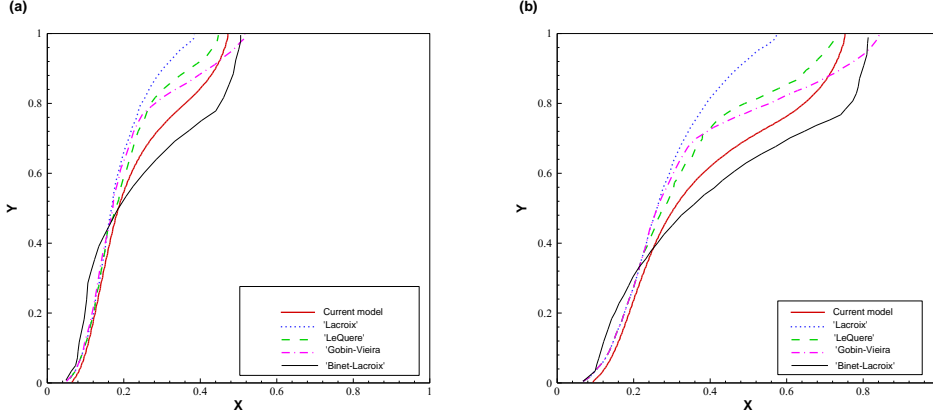 (a)
(b)
1
0.8
0.6
0.4
0.2
0
Y
0
0.2
0.4
0.6
0.8
1
X
Current model
'Lacroix'
'LeQuere'
'Gobin-Vieira
'Binet-Lacroix'
1
0.8
0.6
0.4
0.2
0
Y
0
0.2
0.4
0.6
0.8
X
Current model
'Lacroix'
'LeQuere'
'Gobin-Vieira
'Binet-Lacroix'